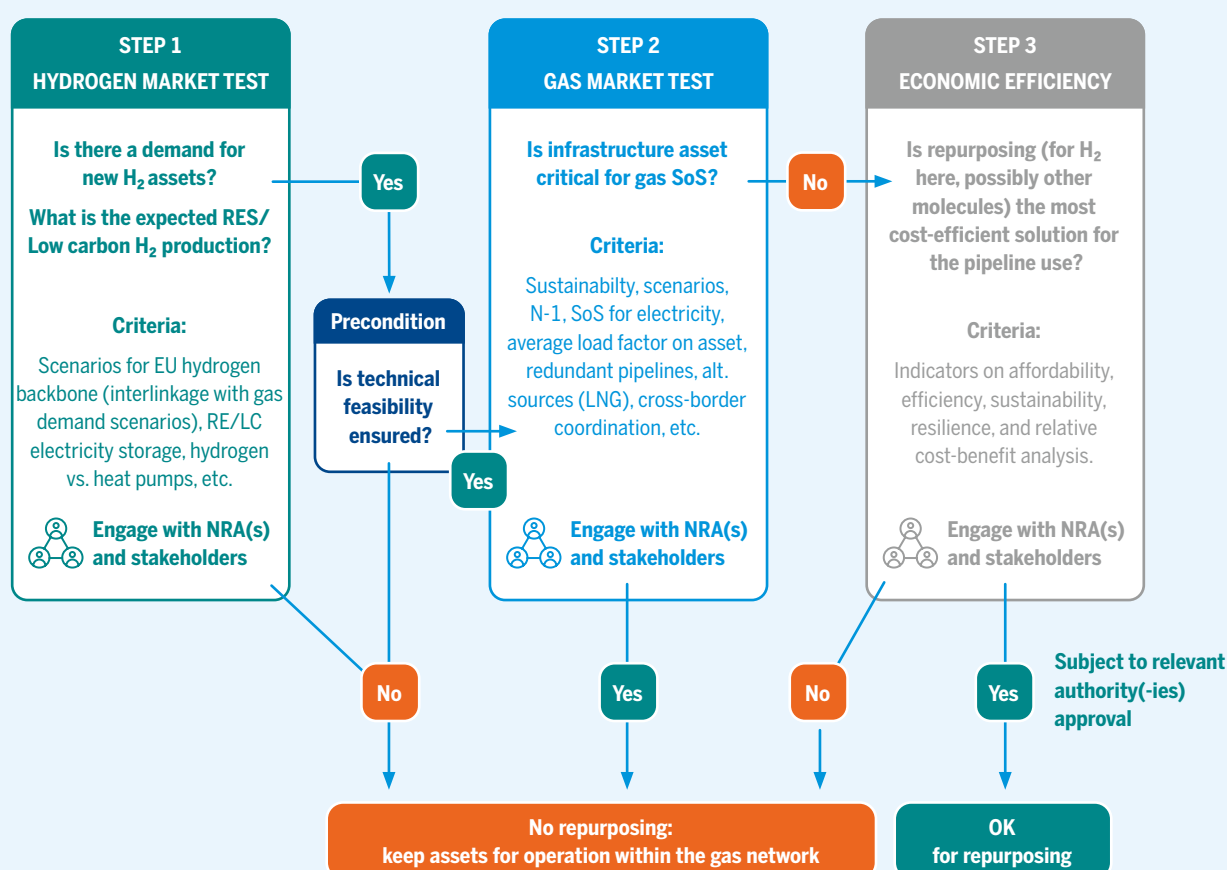 STEP 1
HYDROGEN MARKET TEST
Is there a demand for
new H₂ assets?
What is the expected RES/
Low carbon H₂ production?
Criteria:
Scenarios for EU hydrogen
backbone (interlinkage with gas
demand scenarios), RE/LC
electricity storage, hydrogen
vs. heat pumps, etc.
Engage with NRA(s)
and stakeholders
Yes
Precondition
Is technical
feasibility
ensured?
Yes
No
STEP 2
GAS MARKET TEST
Is infrastructure asset
critical for gas SoS?
Criteria:
Sustainabilty, scenarios,
N-1, SoS for electricity,
average load factor on asset,
redundant pipelines, alt.
sources (LNG), cross-border
coordination, etc.
Engage with NRA(s)
and stakeholders
No
Yes
STEP 3
ECONOMIC EFFICIENCY
Is repurposing (for H₂
here, possibly other
molecules) the most
cost-efficient solution for
the pipeline use?
Criteria:
Indicators on affordability,
efficiency, sustainability,
resilience, and relative
cost-benefit analysis.
Engage with NRA(s)
and stakeholders
No
Yes
Subject to relevant
authority(-ies)
approval
No repurposing:
keep assets for operation within the gas network
OK
for repurposing